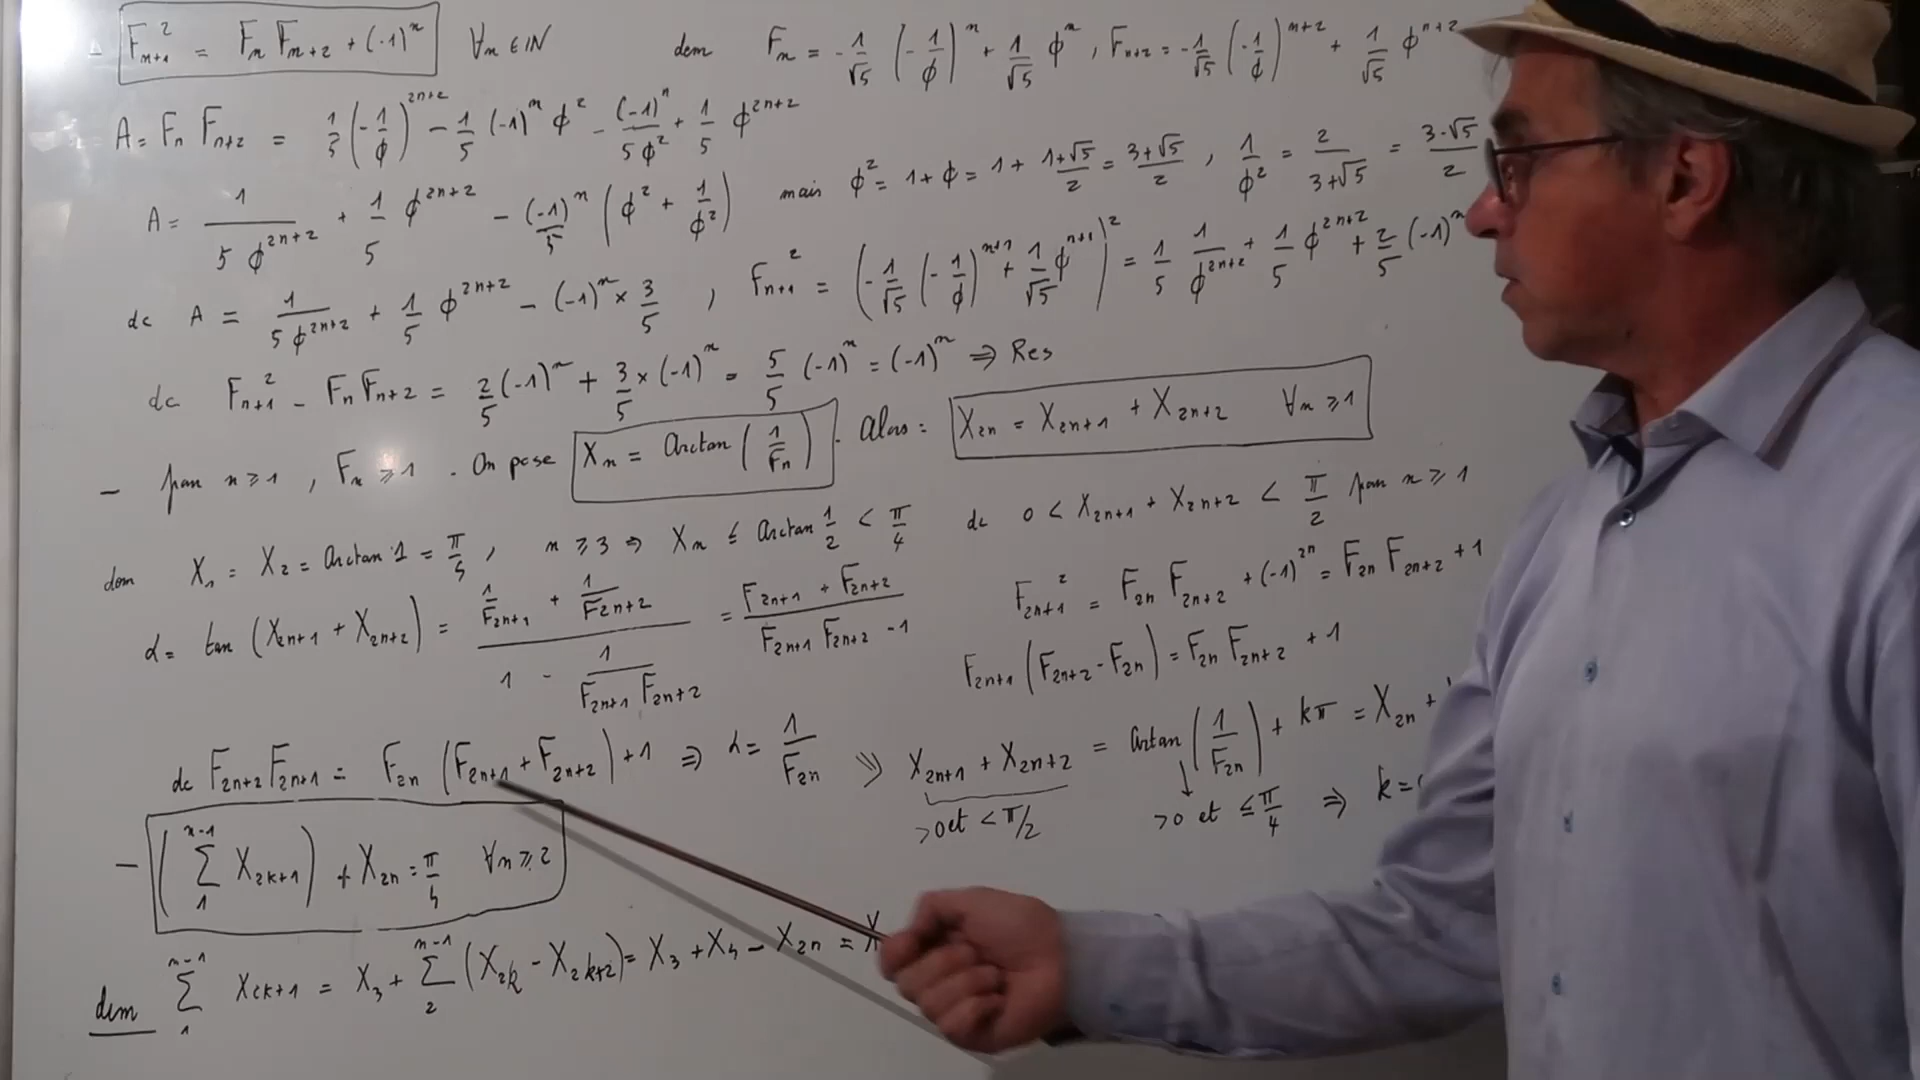 - F_{n+1}^2 = F_n F_{n+2} + (-1)^n ∀n ∈ ℕ dem F_n = -1/√5 (-1/ϕ)^n + 1/√5 ϕ^n , F_{n+2} = -1/√5 (-1/ϕ)^{n+2} + 1/√5 ϕ^{n+2}
A = F_n F_{n+2} = 1/5 (-1/ϕ)^{2n+2} - 1/5 (-1)^n ϕ^2 - (-1)^n/5ϕ^2 + 1/5 ϕ^{2n+2}
A = 1/5ϕ^{2n+2} + 1/5 ϕ^{2n+2} - (-1)^n/5 (ϕ^2 + 1/ϕ^2) mais ϕ^2 = 1+ϕ = 1 + 1+√5/2 = 3+√5/2 , 1/ϕ^2 = 2/3+√5 = 3-√5/2
dc A = 1/5ϕ^{2n+2} + 1/5 ϕ^{2n+2} - (-1)^n × 3/5 , F_{n+1}^2 = (-1/√5 (-1/ϕ)^{n+1} + 1/√5 ϕ^{n+1})^2 = 1/5 1/ϕ^{2n+2} + 1/5 ϕ^{2n+2} + 2/5 (-1)^n
dc F_{n+1}^2 - F_n F_{n+2} = 2/5 (-1)^n + 3/5 × (-1)^n = 5/5 (-1)^n = (-1)^n ⇒ Res
- pour n ≥ 1 , F_n ≥ 1 . On pose X_n = Arctan (1/F_n) . Alors : X_{2n} = X_{2n+1} + X_{2n+2} ∀n ≥ 1
dem X_1 = X_2 = Arctan 1 = π/4 , n ≥ 3 ⇒ X_n ≤ Arctan 1/2 < π/4 dc 0 < X_{2n+1} + X_{2n+2} < π/2 pour n ≥ 1
α = tan (X_{2n+1} + X_{2n+2}) = (1/F_{2n+1} + 1/F_{2n+2})/(1 - 1/F_{2n+1} F_{2n+2}) = (F_{2n+1} + F_{2n+2})/(F_{2n+1} F_{2n+2} - 1)
F_{2n+1}^2 = F_{2n} F_{2n+2} + (-1)^{2n} = F_{2n} F_{2n+2} + 1
F_{2n+1} (F_{2n+2} - F_{2n}) = F_{2n} F_{2n+2} + 1
dc F_{2n+2} F_{2n+1} = F_{2n} (F_{2n+1} + F_{2n+2}) + 1 ⇒ α = 1/F_{2n} ⇒ X_{2n+1} + X_{2n+2} = Arctan (1/F_{2n}) + kπ = X_{2n} +
>0 et < π/2 >0 et ≤ π/4 ⇒ k =
- (∑_1^{n-1} X_{2k+1}) + X_{2n} = π/4 ∀n ≥ 2
dem ∑_1^{n-1} X_{2k+1} = X_3 + ∑_2^{n-1} (X_{2k} - X_{2k+2}) = X_3 + X_4 - X_{2n} = X